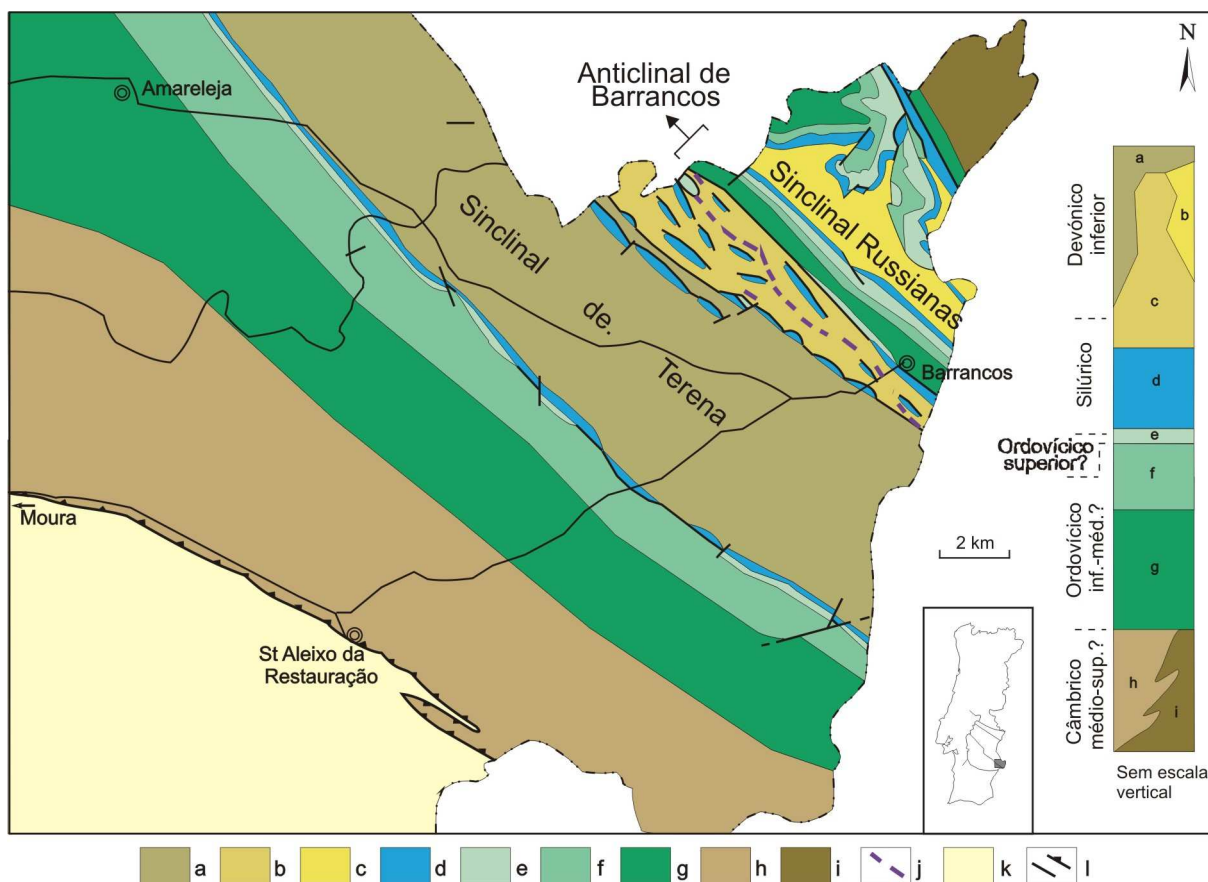 Amareleja
Anticlinal de
Barrancos
N
Sinclinal
de.
Terena
Sinclinal Russianas
Barrancos
Moura
St Aleixo da
Restauração
2 km
Devónico
inferior
Silúrico
Ordovícico
superior?
Ordovícico
inf.-méd.?
Câmbrico
médio-sup.?
a
b
c
d
e
f
g
h
i
Sem escala
vertical
a b c d e f g h i j k l